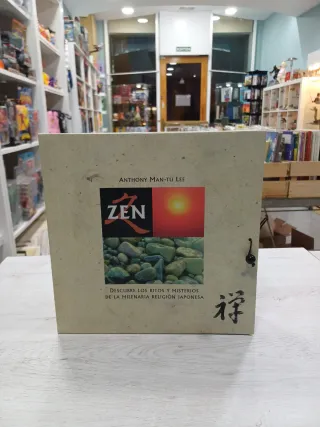 ANTHONY MAN-TU LEE
ZEN
DESCUBRE LOS RITOS Y MISTERIOS
DE LA MILENARIA RELIGIÓN JAPONESA
禅